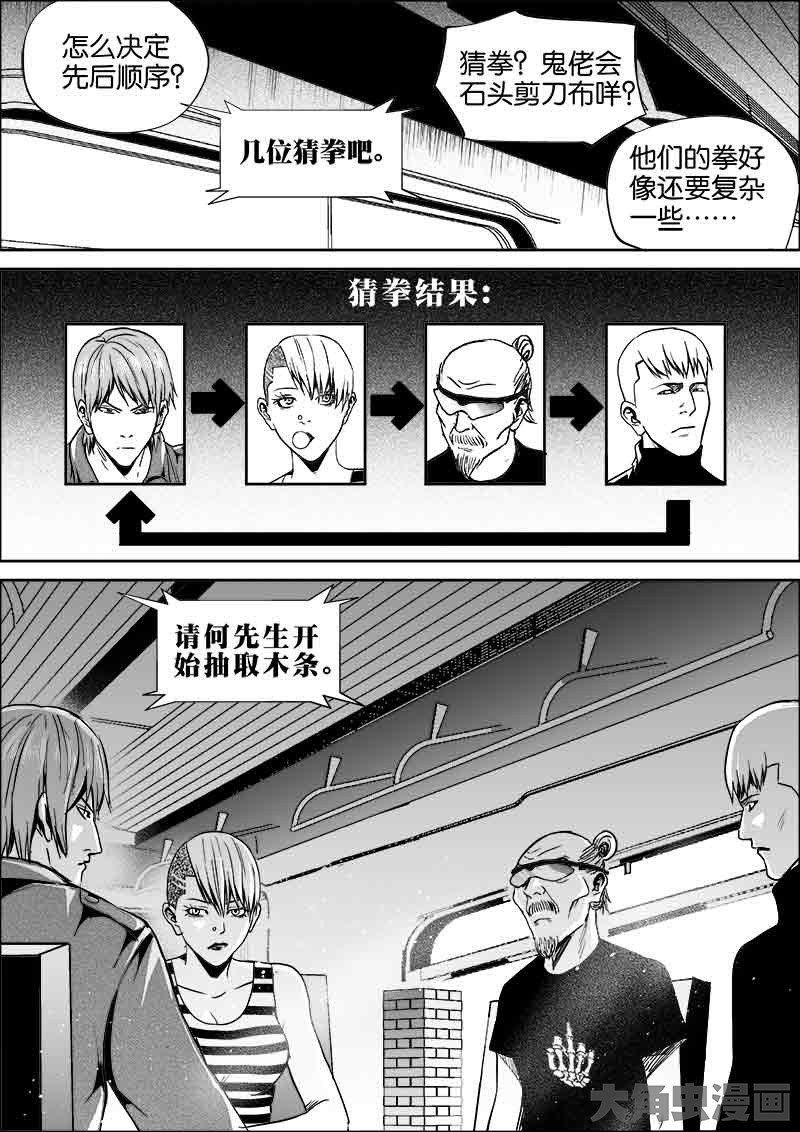 怎么决定
先后顺序？
几位猜拳吧。
猜拳？鬼佬会
石头剪刀布咩？
他们的拳好
像还要复杂
一些……
猜拳结果：
请何先生开
始抽取木条。
大角虫漫画